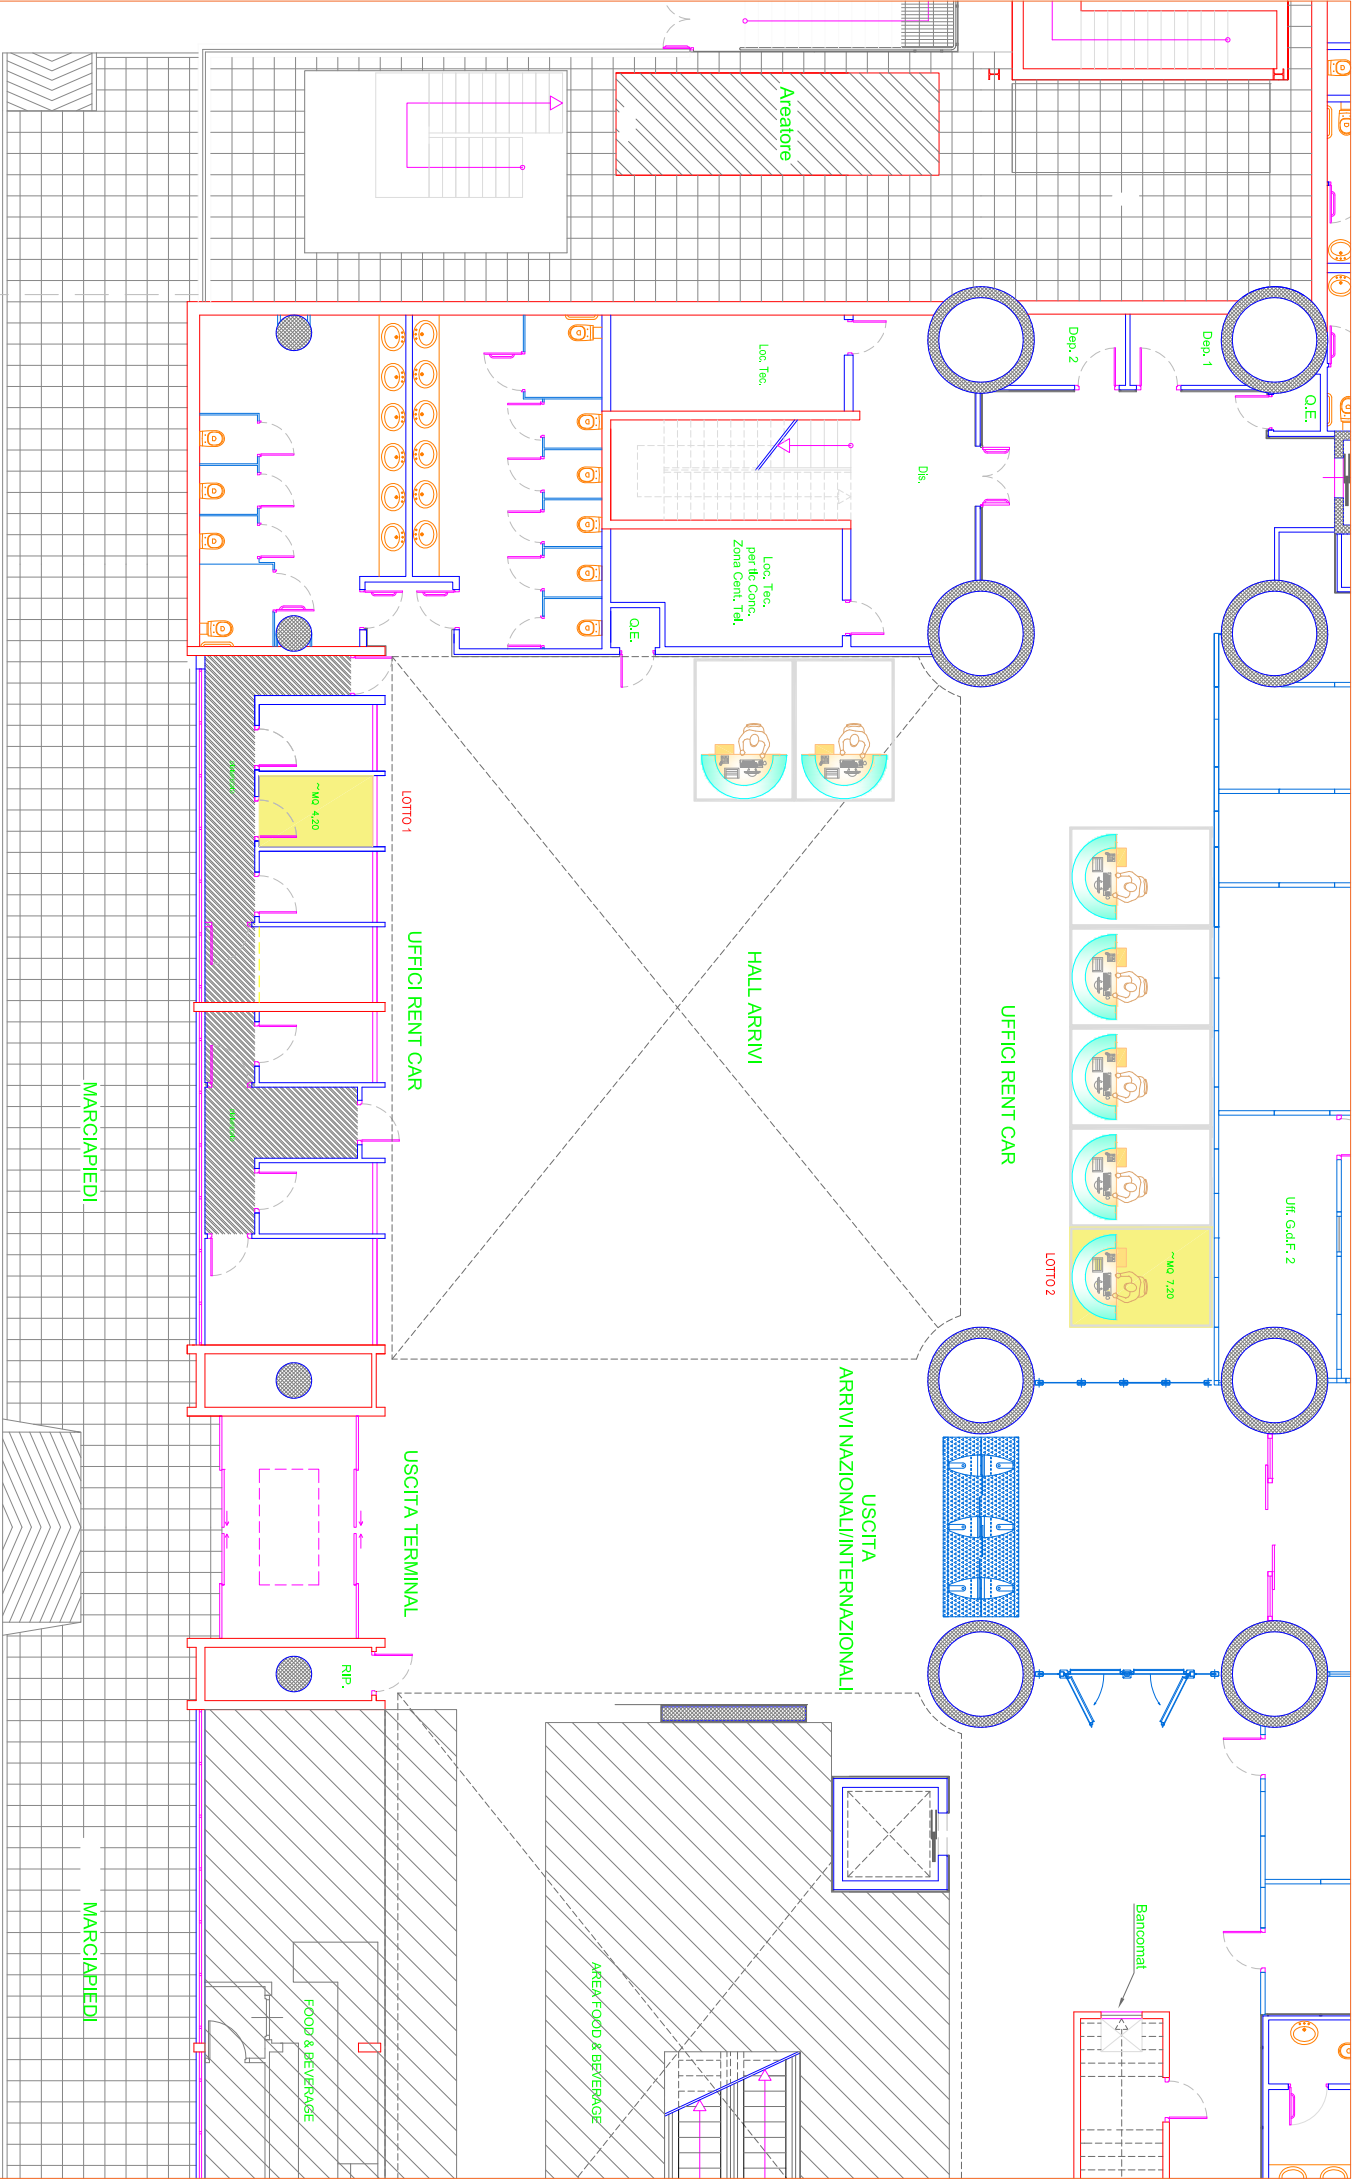 Areatore
Dep. 2
Dep. 1
Q.E.
Loc. Tec.
Dis.
Loc. Tec.
per tlc Conc.
Zona Cent. Tel.
Q.E.
~MQ 4,20
LOTTO 1
UFFICI RENT CAR
HALL ARRIVI
UFFICI RENT CAR
Uff. G.d.F. 2
~MQ 7,20
LOTTO 2
MARCIAPIEDI
USCITA
ARRIVI NAZIONALI/INTERNAZIONALI
USCITA TERMINAL
RIP.
Bancomat
AREA FOOD & BEVERAGE
FOOD & BEVERAGE
MARCIAPIEDI